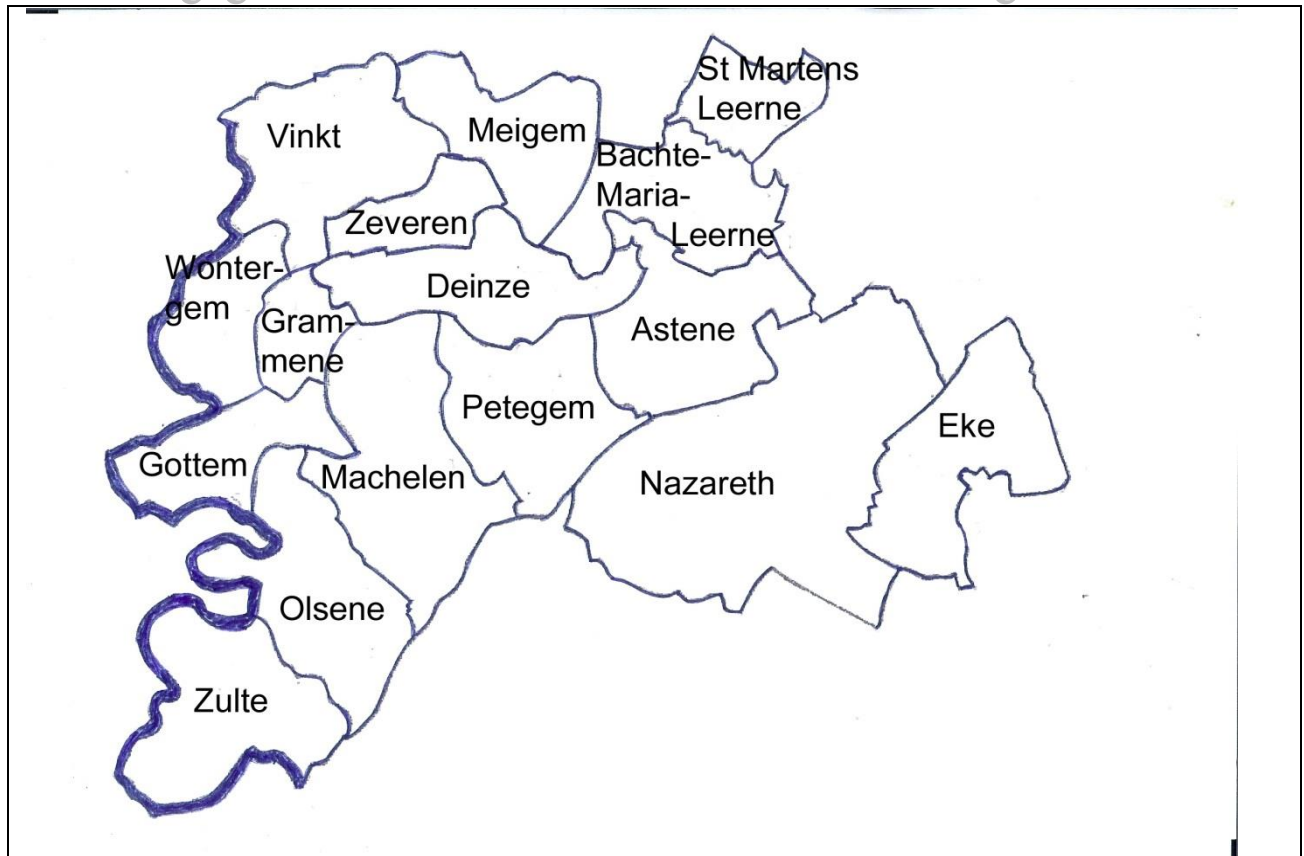 St Martens
Leerne
Vinkt
Meigem
Bachte-
Maria-
Leerne
Zeveren
Wonter-
gem
Deinze
Gram-
mene
Astene
Petegem
Eke
Gottem
Machelen
Nazareth
Olsene
Zulte